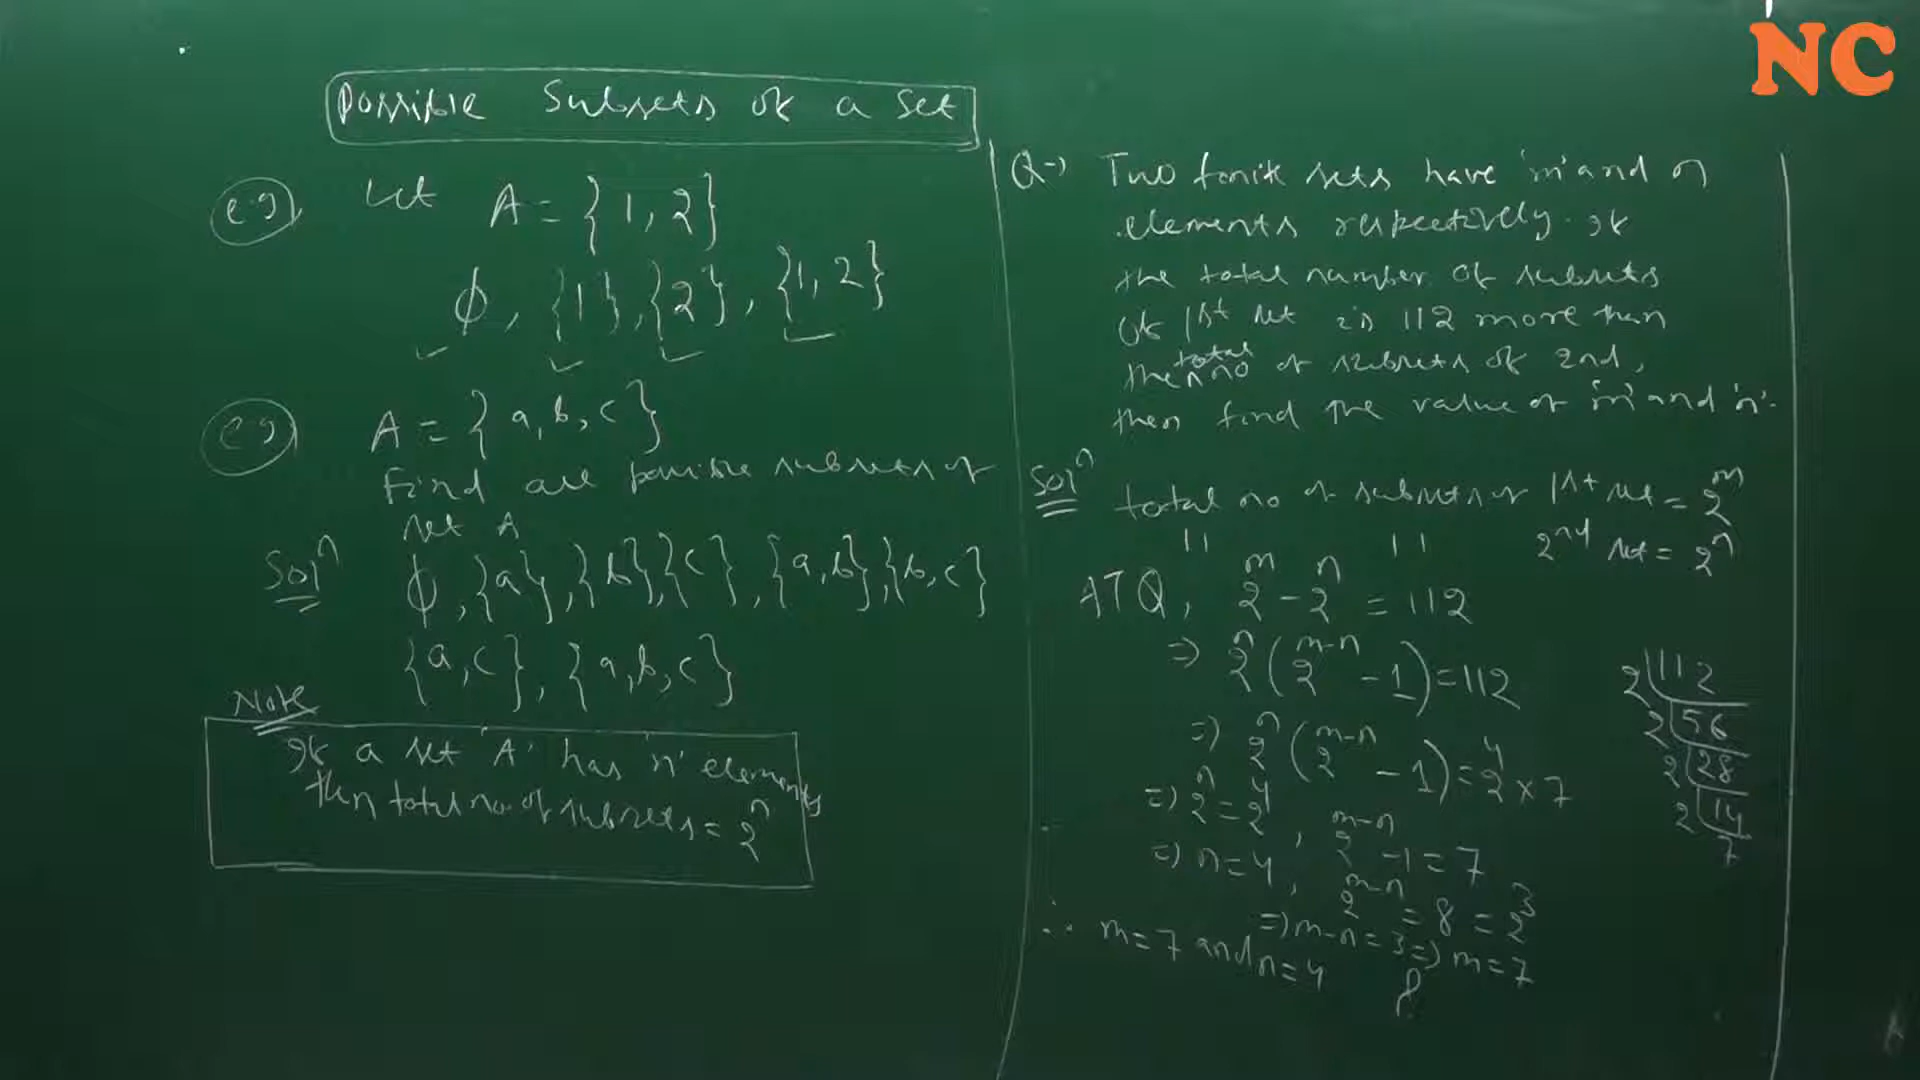 NC
Possible Subsets of a set
e.g. Let A = {1, 2}
ϕ, {1}, {2}, {1, 2}
e.g. A = {a, b, c}
Find all possible subsets of
set A
Solⁿ ϕ, {a}, {b}, {c}, {a, b}, {b, c}
{a, c}, {a, b, c}
Note
If a set 'A' has 'n' elements
then total no of subsets = 2ⁿ
Q→ Two finite sets have 'm' and n
elements respectively. If
the total number of subsets
of 1st set is 112 more than
the total no of subsets of 2nd,
then find the value of 'm' and 'n'.
Solⁿ total no of subsets of 1st set = 2ᵐ
" " 2nd set = 2ⁿ
ATQ, 2ᵐ - 2ⁿ = 112
⇒ 2ⁿ (2ᵐ⁻ⁿ - 1) = 112
⇒ 2ⁿ (2ᵐ⁻ⁿ - 1) = 2⁴ × 7
⇒ 2ⁿ = 2⁴, 2ᵐ⁻ⁿ - 1 = 7
⇒ n = 4, 2ᵐ⁻ⁿ = 8 = 2³
⇒ m-n = 3 ⇒ m = 7
∴ m = 7 and n = 4
8
2 112
2 56
2 28
2 14
7